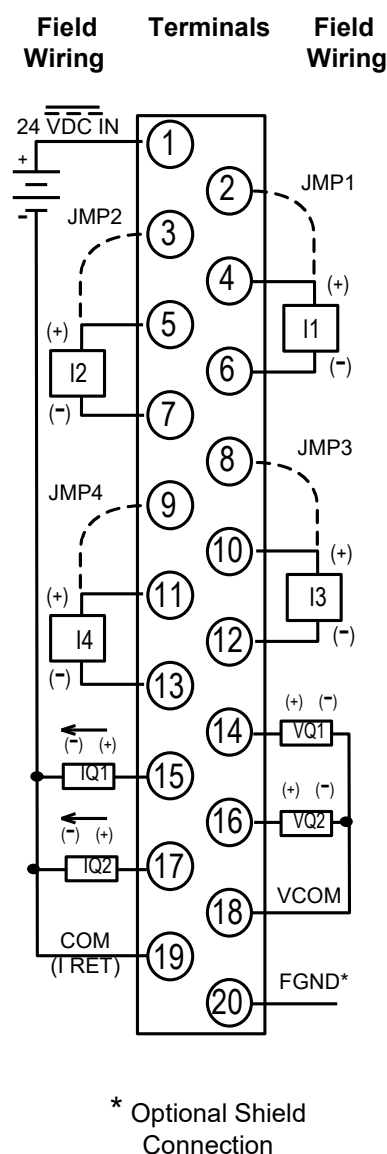 Field Wiring Terminals Field Wiring
24 VDC IN
1
+
2
JMP1
-
JMP2
3
4
(+)
(+)
5
I1
I2
6
(-)
(-)
7
8
JMP3
JMP4
9
10
(+)
(+)
11
I3
I4
12
(-)
(-)
13
14
(+) (-)
VQ1
(-) (+)
IQ1
15
16
(+) (-)
VQ2
(-) (+)
IQ2
17
18
VCOM
COM
(I RET)
19
20
FGND*
* Optional Shield
Connection